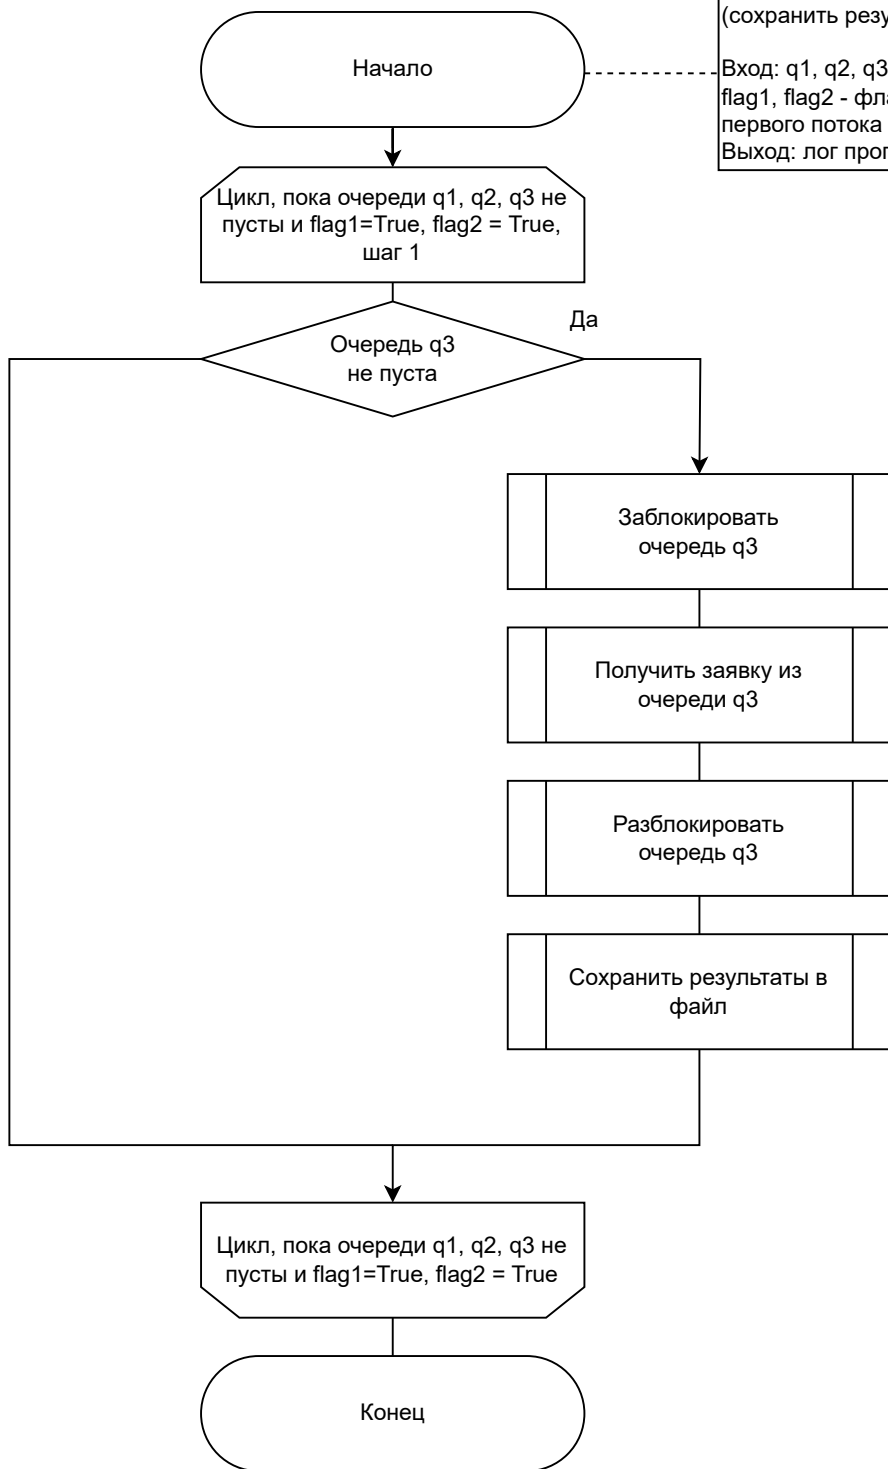 (сохранить
Начало
Вход: q1, q2, q3
flag1, flag2 -
первого потока
Выход: лог
Цикл, пока очереди q1, q2, q3 не
пусты и flag1=True, flag2 = True,
шаг 1
Да
Очередь q3
не пуста
Заблокировать
очередь q3
Получить заявку из
очереди q3
Разблокировать
очередь q3
Сохранить результаты в
файл
Цикл, пока очереди q1, q2, q3 не
пусты и flag1=True, flag2 = True
Конец